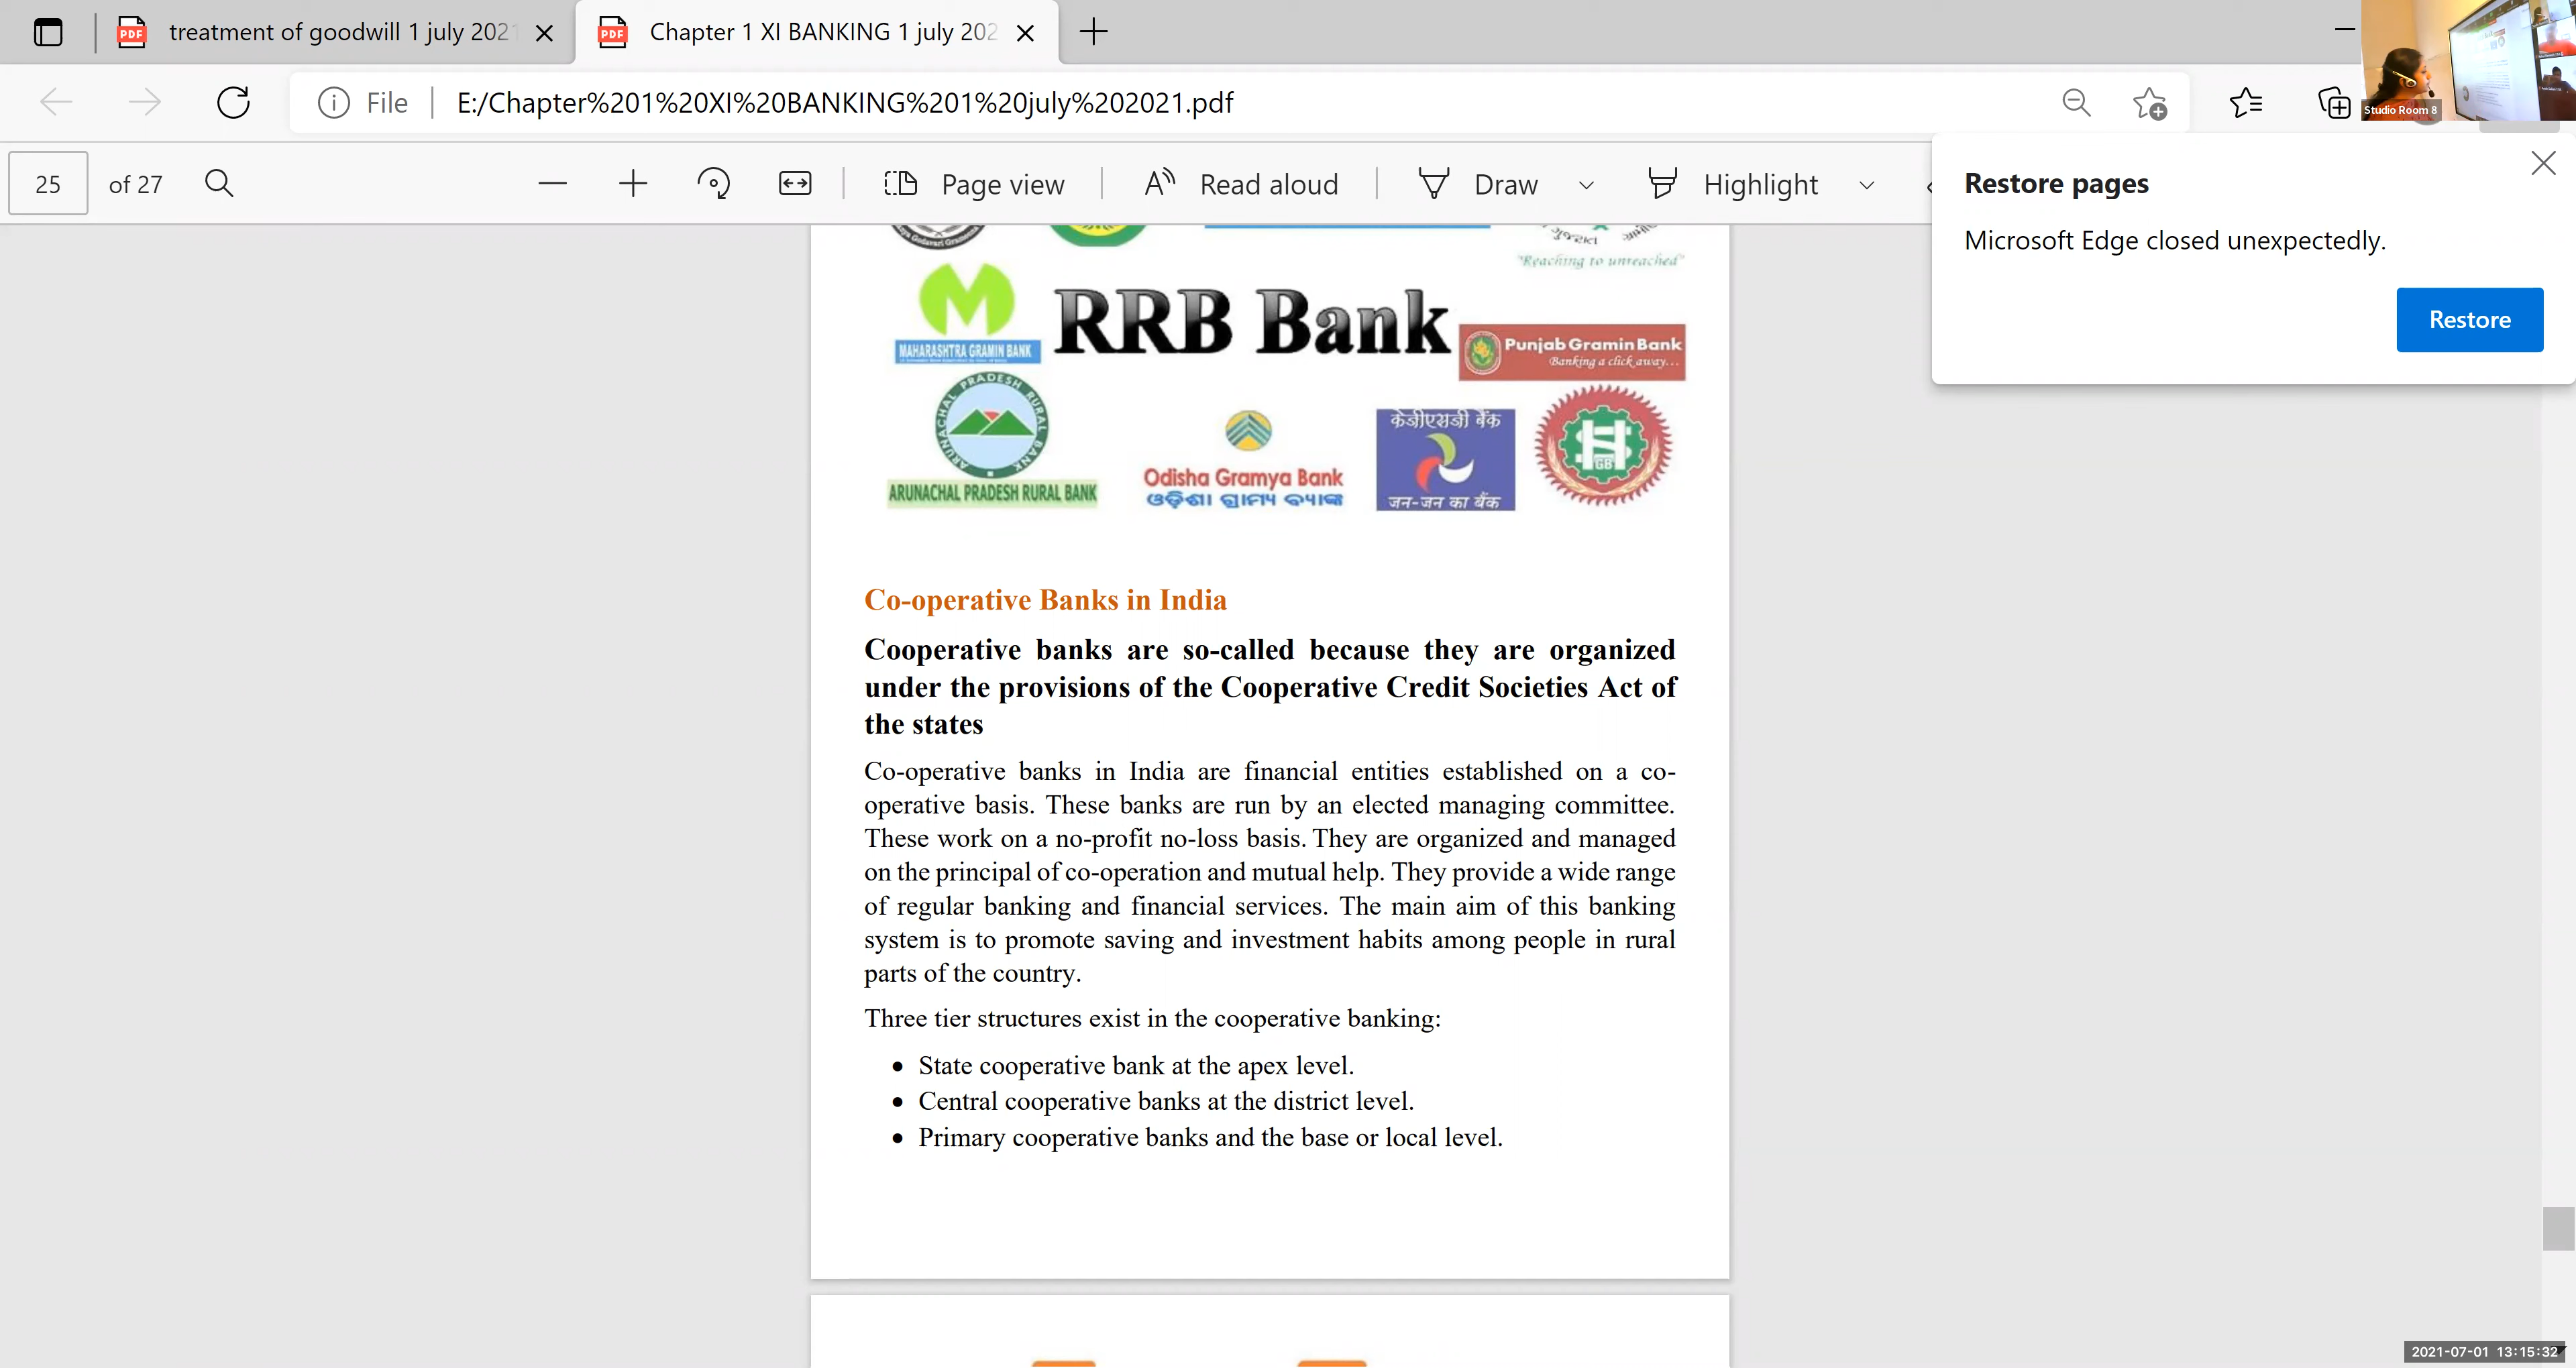 treatment of goodwill 1 july 2021
Chapter 1 XI BANKING 1 july 202
Studio Room 8
File
E:/Chapter%201%20XI%20BANKING%201%20july%202021.pdf
25 of 27
Page view
Read aloud
Draw
Highlight
Restore pages
Microsoft Edge closed unexpectedly.
Restore
"Reaching to unreached"
MAHARASHTRA GRAMIN BANK
RRB Bank
Punjab Gramin Bank
Banking a click away...
ARUNACHAL PRADESH RURAL BANK
ARUNACHAL PRADESH RURAL BANK
Odisha Gramya Bank
ଓଡ଼ିଶା ଗ୍ରାମ୍ୟ ବ୍ୟାଙ୍କ
केबीएसबी बैंक
जन-जन का बैंक
GB
Co-operative Banks in India
Cooperative banks are so-called because they are organized
under the provisions of the Cooperative Credit Societies Act of
the states
Co-operative banks in India are financial entities established on a co-
operative basis. These banks are run by an elected managing committee.
These work on a no-profit no-loss basis. They are organized and managed
on the principal of co-operation and mutual help. They provide a wide range
of regular banking and financial services. The main aim of this banking
system is to promote saving and investment habits among people in rural
parts of the country.
Three tier structures exist in the cooperative banking:
• State cooperative bank at the apex level.
• Central cooperative banks at the district level.
• Primary cooperative banks and the base or local level.
2021-07-01 13:15:32